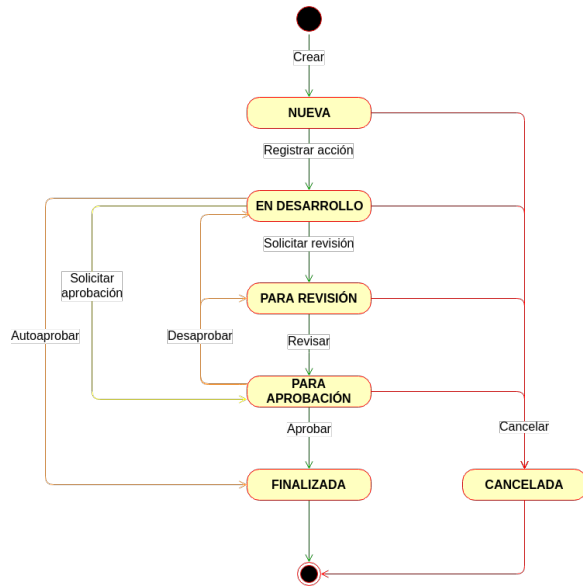 Crear
NUEVA
Registrar acción
EN DESARROLLO
Solicitar revisión
Solicitar
aprobación
PARA REVISIÓN
Autoaprobar
Desaprobar
Revisar
PARA
APROBACIÓN
Aprobar
Cancelar
FINALIZADA
CANCELADA